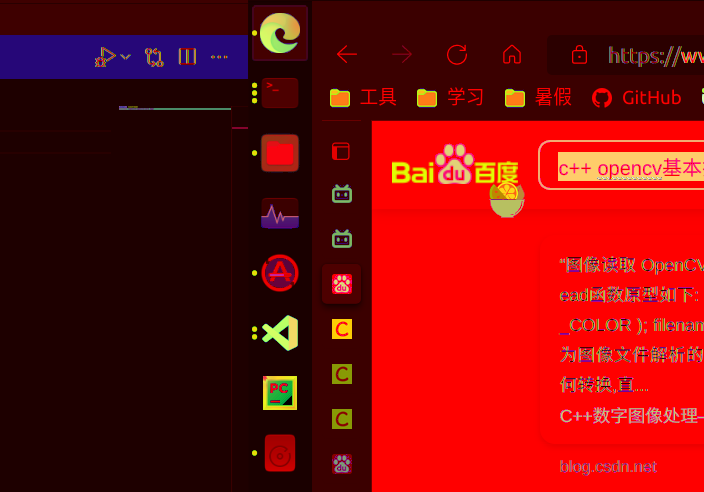 https://w
工具 学习 暑假 GitHub
Bai du 百度
c++ opencv基本
"图像读取 OpenCV
ead函数原型如下:
_COLOR ); filenam
为图像文件解析的
何转换,直...
C++数字图像处理-
blog.csdn.net
PC